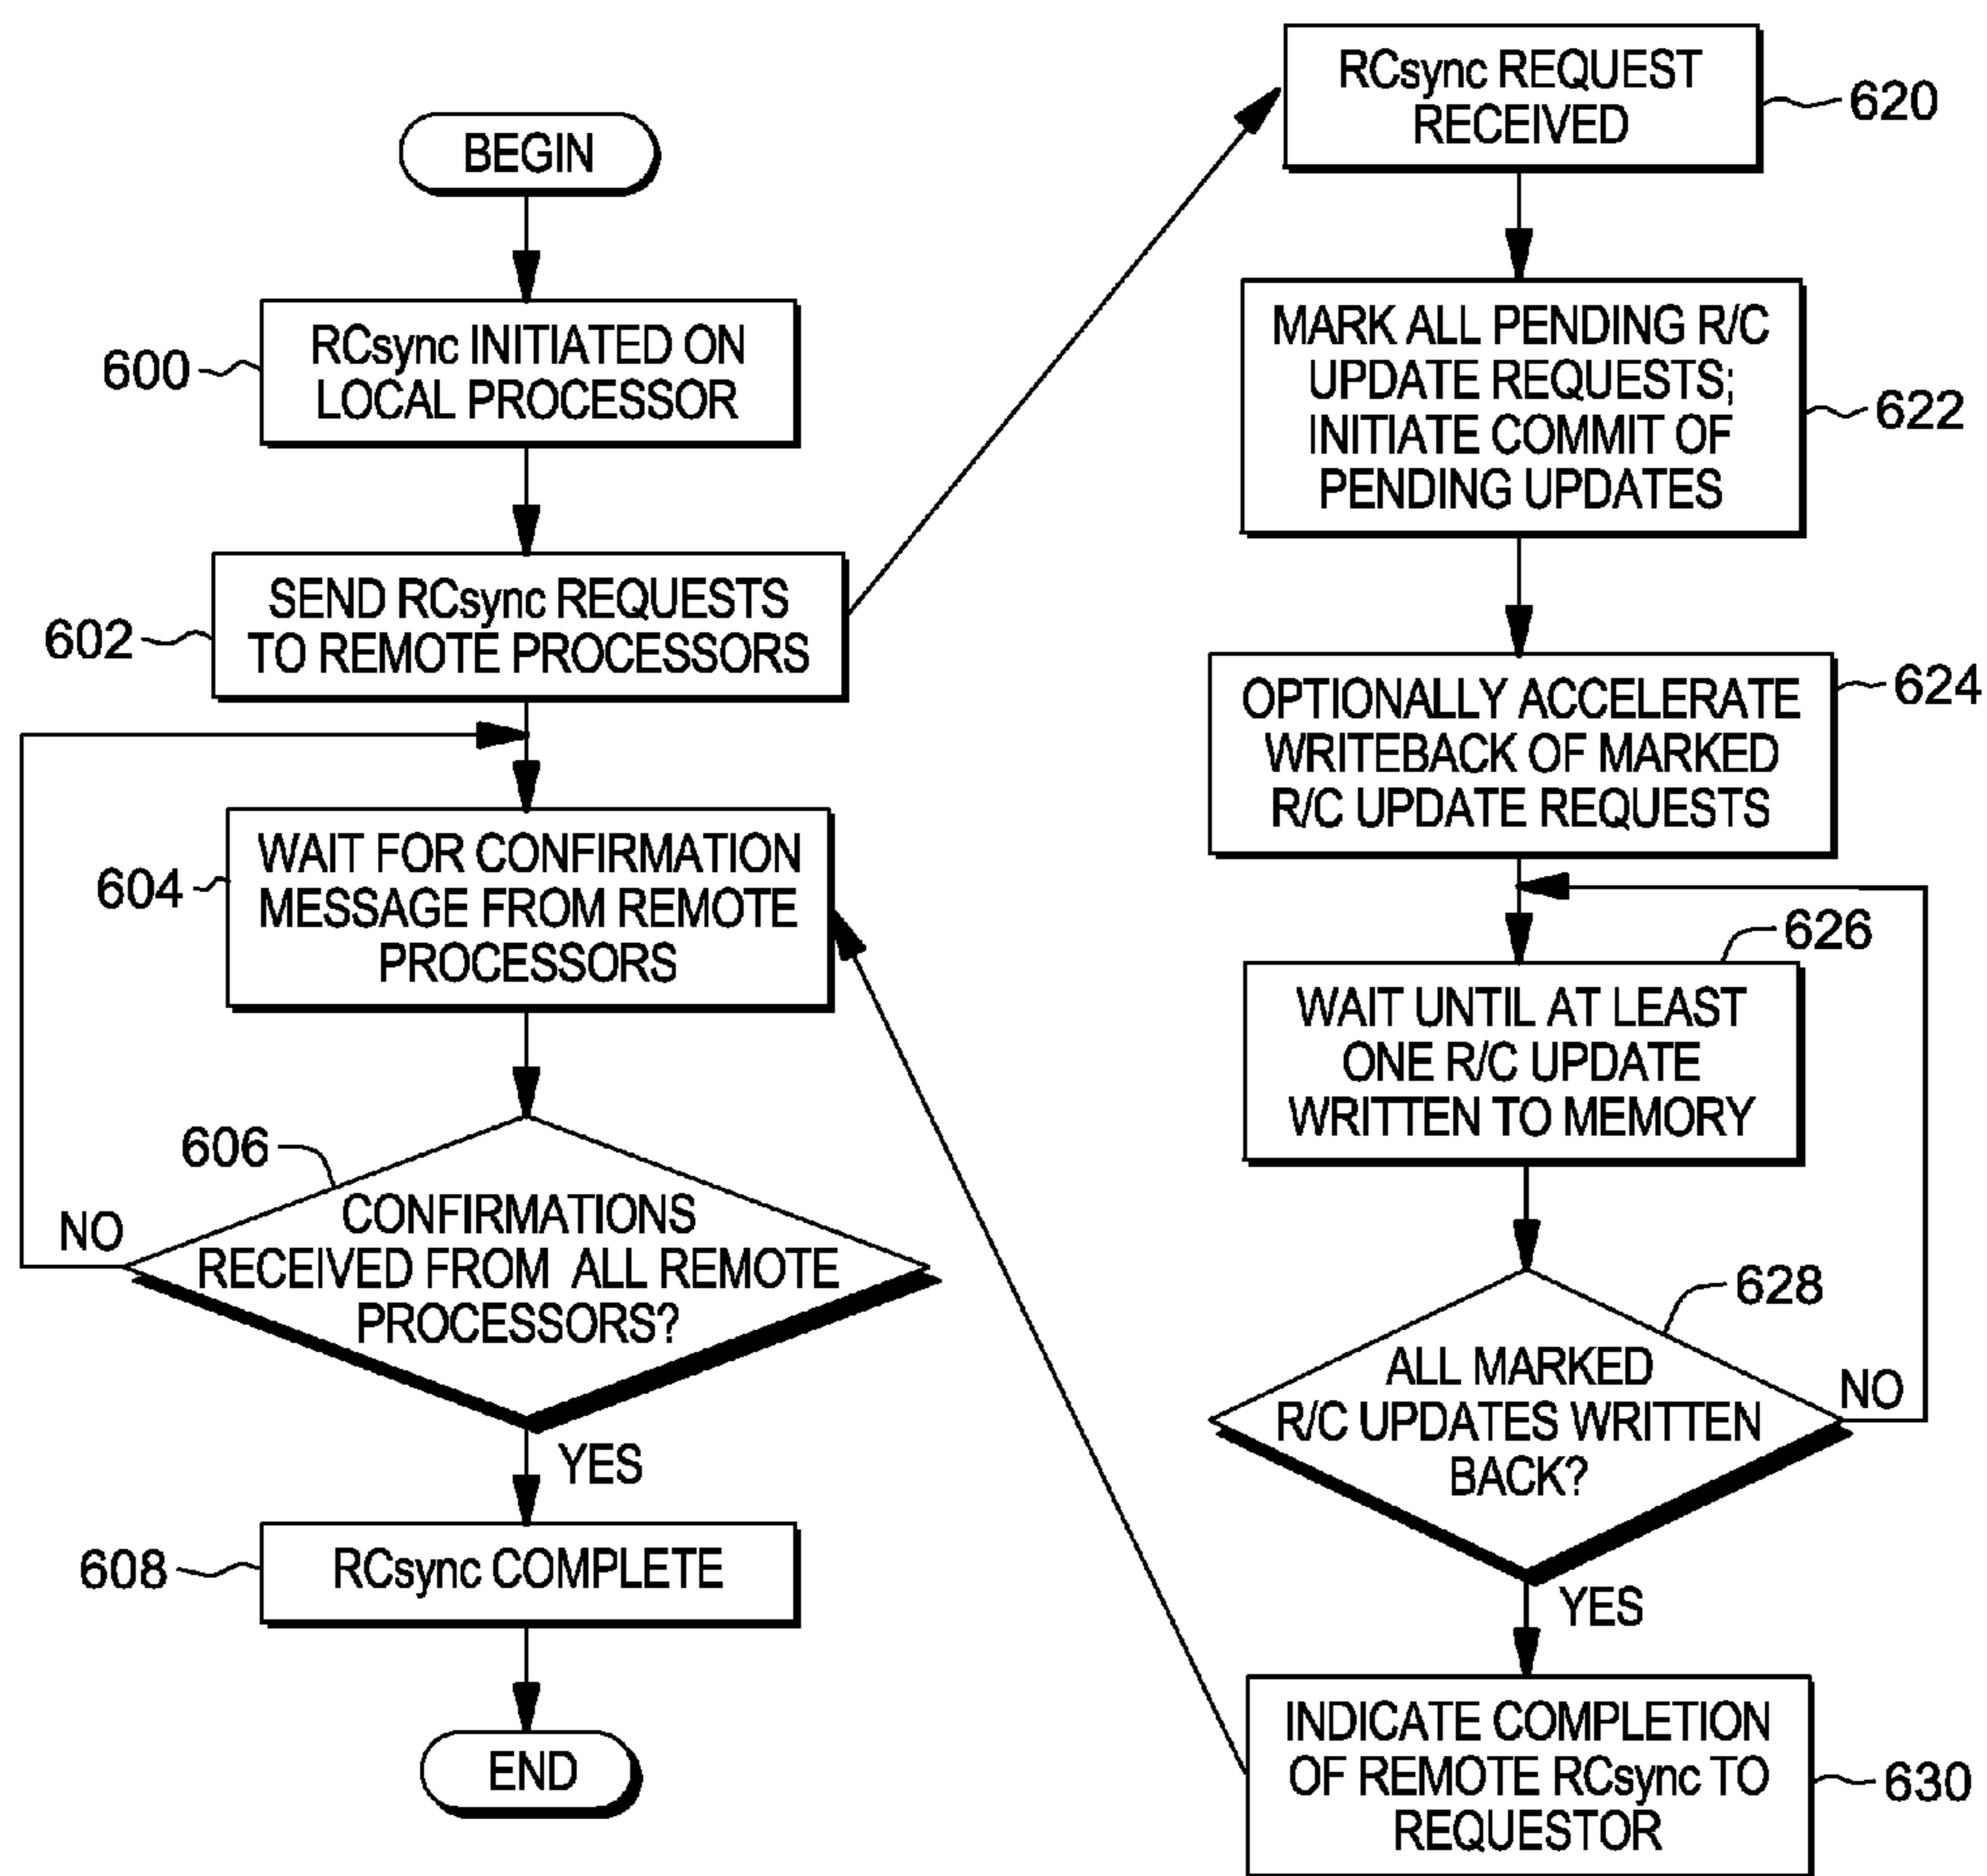 BEGIN
600
RCsync INITIATED ON
LOCAL PROCESSOR
602
SEND RCsync REQUESTS
TO REMOTE PROCESSORS
604
WAIT FOR CONFIRMATION
MESSAGE FROM REMOTE
PROCESSORS
606
NO
CONFIRMATIONS
RECEIVED FROM ALL REMOTE
PROCESSORS?
YES
608
RCsync COMPLETE
END
RCsync REQUEST
RECEIVED
620
MARK ALL PENDING R/C
UPDATE REQUESTS;
INITIATE COMMIT OF
PENDING UPDATES
622
OPTIONALLY ACCELERATE
WRITEBACK OF MARKED
R/C UPDATE REQUESTS
624
626
WAIT UNTIL AT LEAST
ONE R/C UPDATE
WRITTEN TO MEMORY
628
ALL MARKED
R/C UPDATES WRITTEN
BACK?
NO
YES
INDICATE COMPLETION
OF REMOTE RCsync TO
REQUESTOR
630